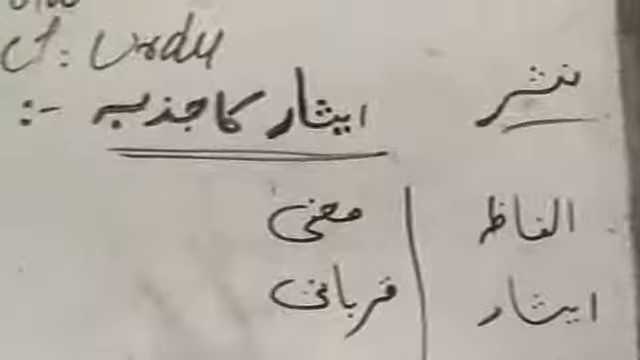 : Urdu
نثر ایثار کا جذبہ :-
الفاظ معنی
ایثار قربانی